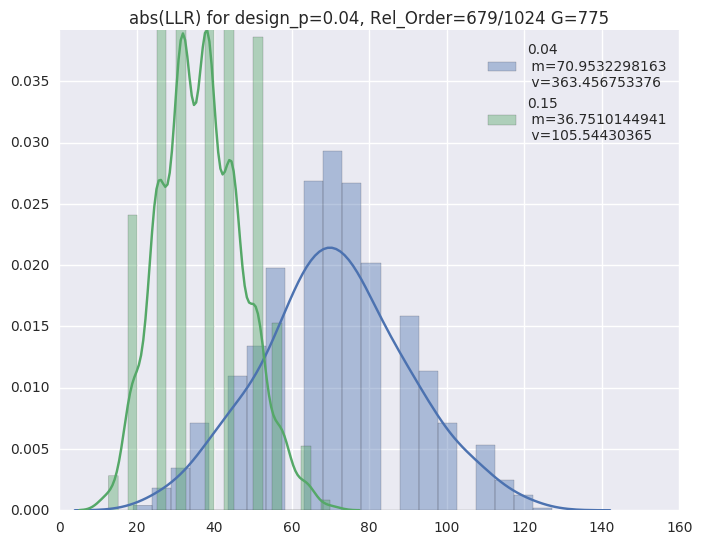 abs(LLR) for design_p=0.04, Rel_Order=679/1024 G=775
0.04
m=70.9532298163
v=363.456753376
0.15
m=36.7510144941
v=105.54430365
0.035
0.030
0.025
0.020
0.015
0.010
0.005
0.000
0 20 40 60 80 100 120 140 160